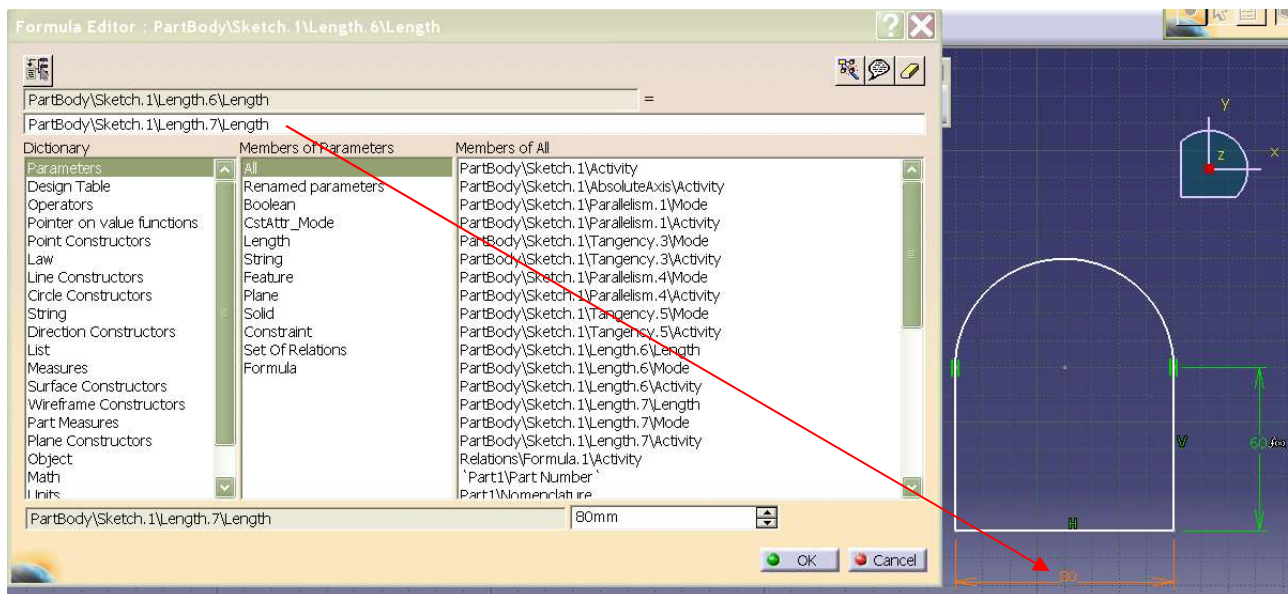 Formula Editor : PartBody\Sketch.1\Length.6\Length
PartBody\Sketch.1\Length.6\Length =
PartBody\Sketch.1\Length.7\Length
Dictionary
Parameters
Design Table
Operators
Pointer on value functions
Point Constructors
Law
Line Constructors
Circle Constructors
String
Direction Constructors
List
Measures
Surface Constructors
Wireframe Constructors
Part Measures
Plane Constructors
Object
Math
Units
Members of Parameters
All
Renamed parameters
Boolean
CstAttr_Mode
Length
String
Feature
Plane
Solid
Constraint
Set Of Relations
Formula
Members of All
PartBody\Sketch.1\Activity
PartBody\Sketch.1\AbsoluteAxis\Activity
PartBody\Sketch.1\Parallelism.1\Mode
PartBody\Sketch.1\Parallelism.1\Activity
PartBody\Sketch.1\Tangency.3\Mode
PartBody\Sketch.1\Tangency.3\Activity
PartBody\Sketch.1\Parallelism.4\Mode
PartBody\Sketch.1\Parallelism.4\Activity
PartBody\Sketch.1\Tangency.5\Mode
PartBody\Sketch.1\Tangency.5\Activity
PartBody\Sketch.1\Length.6\Length
PartBody\Sketch.1\Length.6\Mode
PartBody\Sketch.1\Length.6\Activity
PartBody\Sketch.1\Length.7\Length
PartBody\Sketch.1\Length.7\Mode
PartBody\Sketch.1\Length.7\Activity
Relations\Formula.1\Activity
`Part1\Part Number`
Part1\Nomenclature
PartBody\Sketch.1\Length.7\Length
80mm
OK
Cancel
y
x
z
V
60
H
80